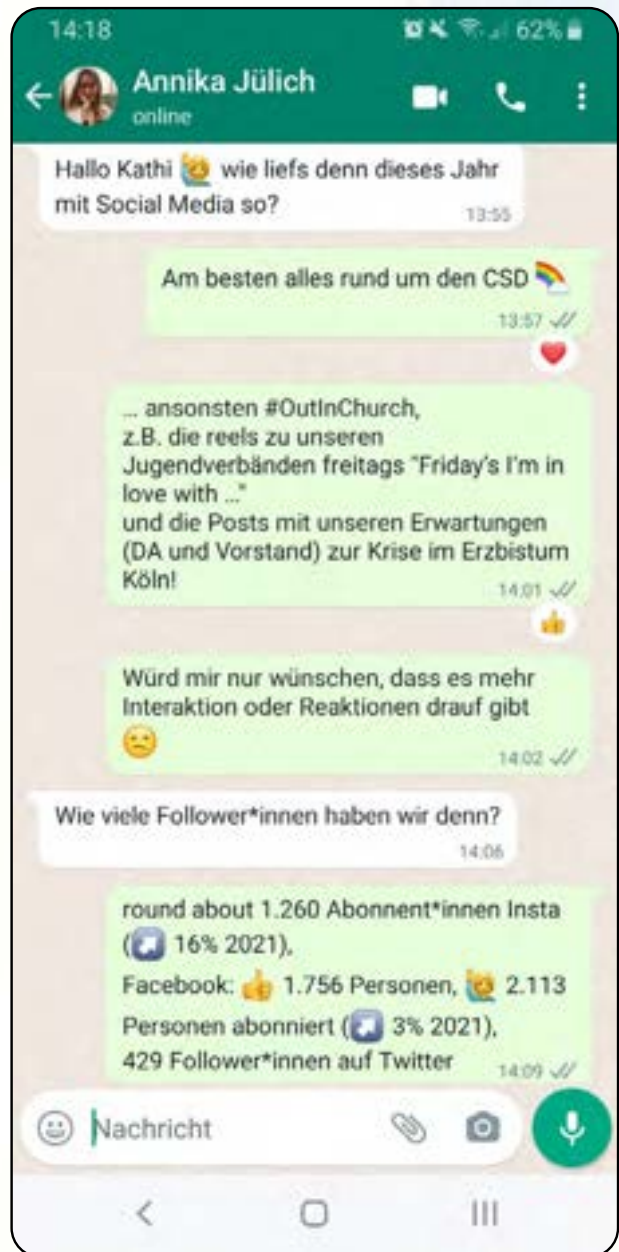 14:18
62%
Annika Jülich
online
Hallo Kathi 🙋 wie liefs denn dieses Jahr
mit Social Media so?
13:55
Am besten alles rund um den CSD 🌈
13:57
❤️
... ansonsten #OutInChurch,
z.B. die reels zu unseren
Jugendverbänden freitags "Friday's I'm in
love with ..."
und die Posts mit unseren Erwartungen
(DA und Vorstand) zur Krise im Erzbistum
Köln!
14:01
👍
Würd mir nur wünschen, dass es mehr
Interaktion oder Reaktionen drauf gibt
🙁
14:02
Wie viele Follower*innen haben wir denn?
14:06
round about 1.260 Abonnent*innen Insta
(↗️ 16% 2021),
Facebook: 👍 1.756 Personen, 🙋 2.113
Personen abonniert (↗️ 3% 2021),
429 Follower*innen auf Twitter
14:09
Nachricht